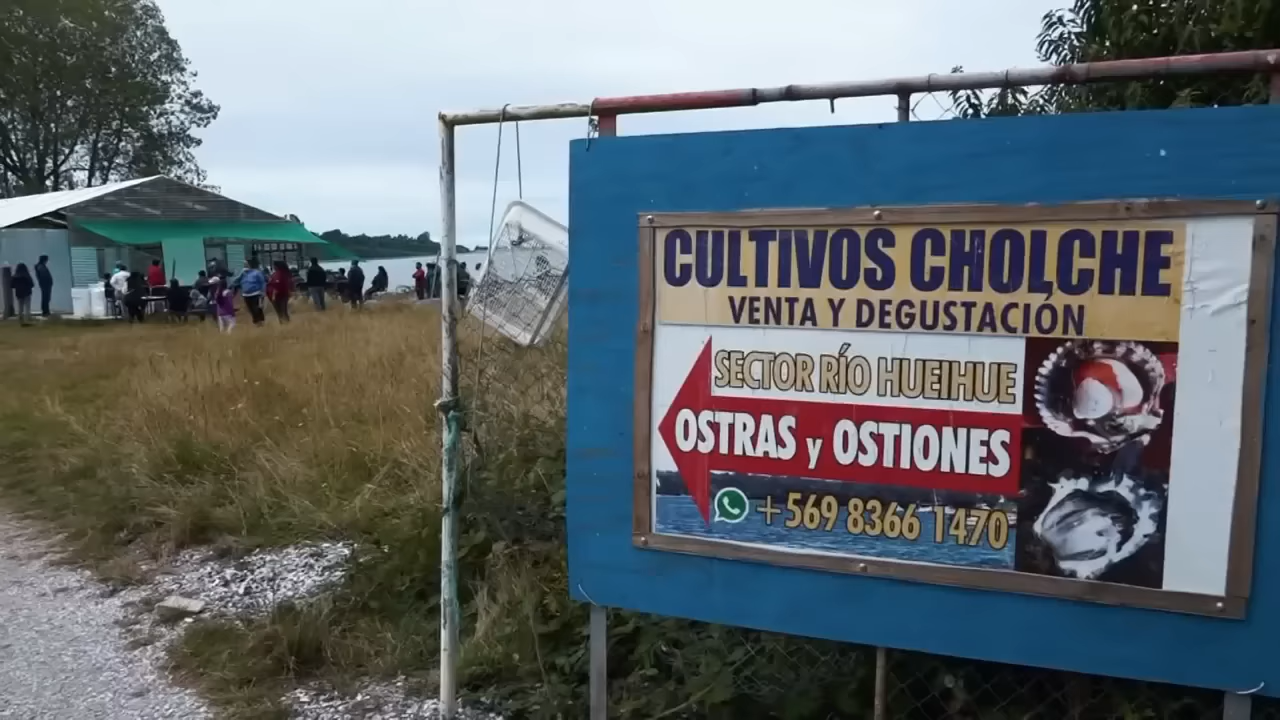 CULTIVOS CHOLCHE
VENTA Y DEGUSTACIÓN
SECTOR RÍO HUEIHUE
OSTRAS y OSTIONES
+569 8366 1470